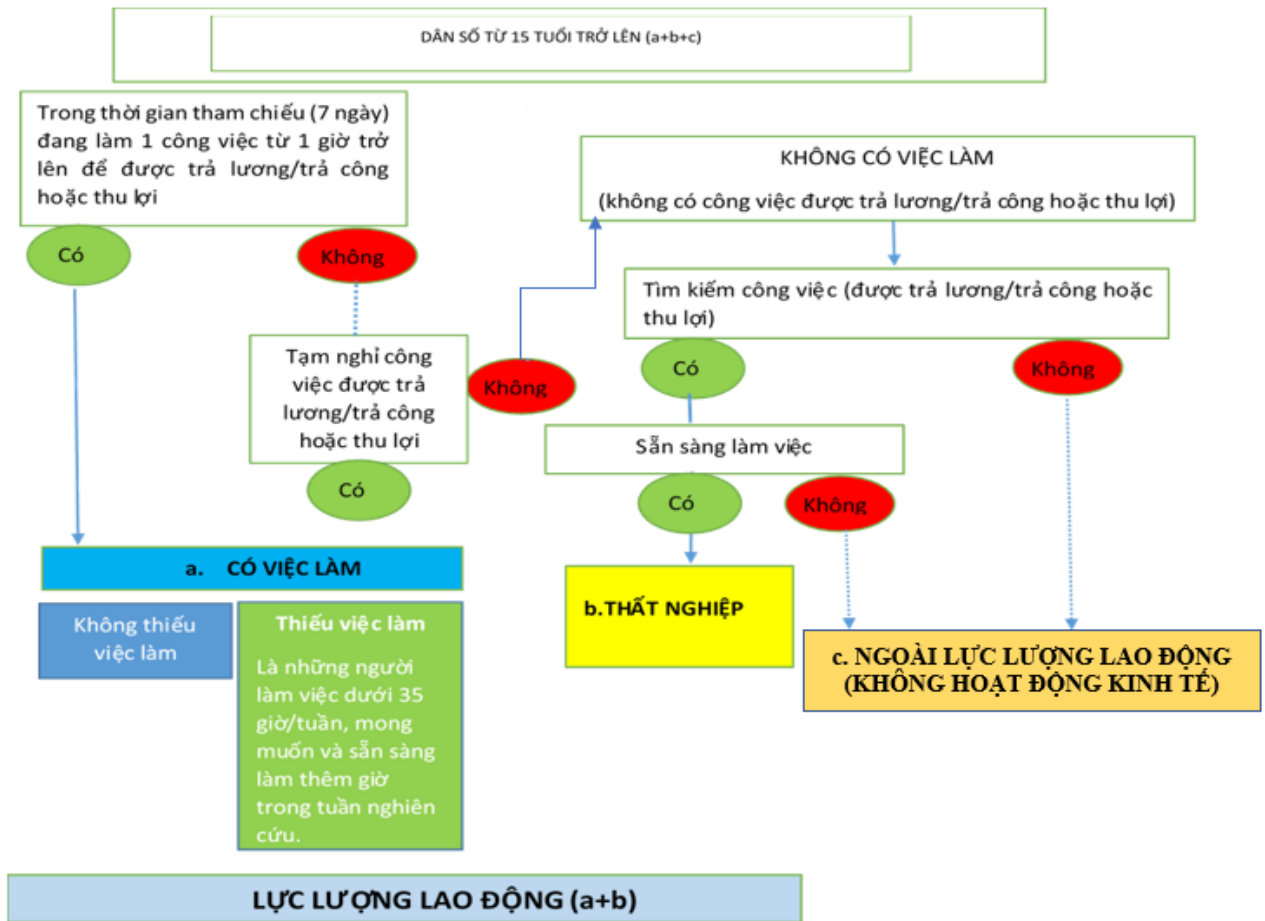 DÂN SỐ TỪ 15 TUỔI TRỞ LÊN (a+b+c)
Trong thời gian tham chiếu (7 ngày)
đang làm 1 công việc từ 1 giờ trở
lên để được trả lương/trả công
hoặc thu lợi
Có
Không
Tạm nghỉ công
việc được trả
lương/trả công
hoặc thu lợi
Không
Có
KHÔNG CÓ VIỆC LÀM
(không có công việc được trả lương/trả công hoặc thu lợi)
Tìm kiếm công việc (được trả lương/trả công hoặc
thu lợi)
Có
Không
Sẵn sàng làm việc
Có
Không
a. CÓ VIỆC LÀM
Không thiếu
việc làm
Thiếu việc làm
Là những người
làm việc dưới 35
giờ/tuần, mong
muốn và sẵn sàng
làm thêm giờ
trong tuần nghiên
cứu.
b.THẤT NGHIỆP
c. NGOÀI LỰC LƯỢNG LAO ĐỘNG
(KHÔNG HOẠT ĐỘNG KINH TẾ)
LỰC LƯỢNG LAO ĐỘNG (a+b)